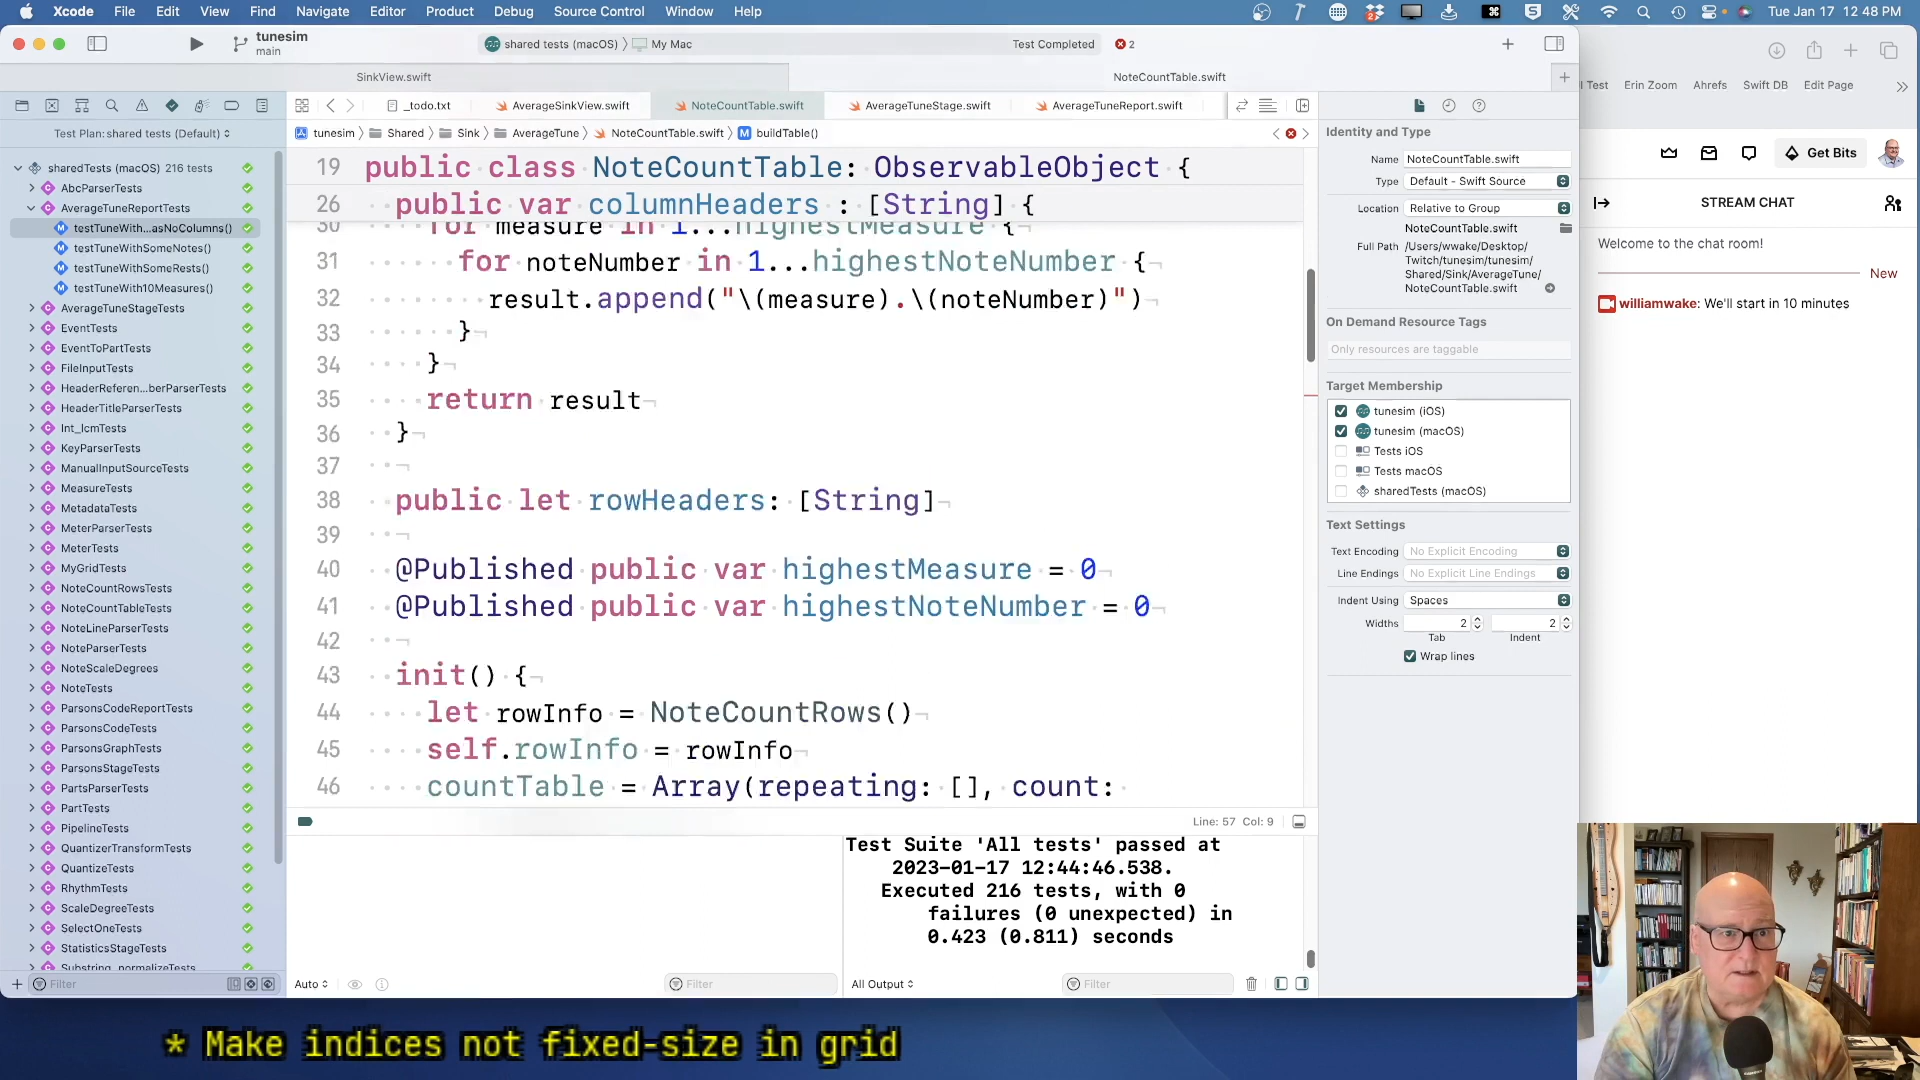 Xcode File Edit View Find Navigate Editor Product Debug Source Control Window Help
Tue Jan 17 12:48 PM
tunesim
main
shared tests (macOS) 〉 My Mac
Test Completed
2
SinkView.swift
NoteCountTable.swift
_todo.txt
AverageSinkView.swift
NoteCountTable.swift
AverageTuneStage.swift
AverageTuneReport.swift
tunesim 〉 Shared 〉 Sink 〉 AverageTune 〉 NoteCountTable.swift 〉 M buildTable()
Test Plan: shared tests (Default)
sharedTests (macOS) 216 tests
AbcParserTests
AverageTuneReportTests
testTuneWith...asNoColumns()
testTuneWithSomeNotes()
testTuneWithSomeRests()
testTuneWith10Measures()
AverageTuneStageTests
EventTests
EventToPartTests
FileInputTests
HeaderReferen...berParserTests
HeaderTitleParserTests
Int_lcmTests
KeyParserTests
ManualInputSourceTests
MeasureTests
MetadataTests
MeterParserTests
MeterTests
MyGridTests
NoteCountRowsTests
NoteCountTableTests
NoteLineParserTests
NoteParserTests
NoteScaleDegrees
NoteTests
ParsonsCodeReportTests
ParsonsCodeTests
ParsonsGraphTests
ParsonsStageTests
PartsParserTests
PartTests
PipelineTests
QuantizerTransformTests
QuantizeTests
RhythmTests
ScaleDegreeTests
SelectOneTests
StatisticsStageTests
Substring_normalizeTests
Filter
19 public class NoteCountTable: ObservableObject {
26 public var columnHeaders : [String] {
30 for measure in 1...highestMeasure {
31 for noteNumber in 1...highestNoteNumber {
32 result.append("\(measure).\(noteNumber)")
33 }
34 }
35 return result
36 }
37
38 public let rowHeaders: [String]
39
40 @Published public var highestMeasure = 0
41 @Published public var highestNoteNumber = 0
42
43 init() {
44 let rowInfo = NoteCountRows()
45 self.rowInfo = rowInfo
46 countTable = Array(repeating: [], count:
Line: 57 Col: 9
Test Suite 'All tests' passed at
2023-01-17 12:44:46.538.
Executed 216 tests, with 0
failures (0 unexpected) in
0.423 (0.811) seconds
Auto
Filter
All Output
Filter
Identity and Type
Name NoteCountTable.swift
Type Default - Swift Source
Location Relative to Group
NoteCountTable.swift
Full Path /Users/wwake/Desktop/
Twitch/tunesim/tunesim/
Shared/Sink/AverageTune/
NoteCountTable.swift
On Demand Resource Tags
Only resources are taggable
Target Membership
tunesim (iOS)
tunesim (macOS)
Tests iOS
Tests macOS
sharedTests (macOS)
Text Settings
Text Encoding No Explicit Encoding
Line Endings No Explicit Line Endings
Indent Using Spaces
Widths 2 2
Tab Indent
Wrap lines
l Test Erin Zoom Ahrefs Swift DB Edit Page
Get Bits
STREAM CHAT
Welcome to the chat room!
New
williamwake: We'll start in 10 minutes
* Make indices not fixed-size in grid